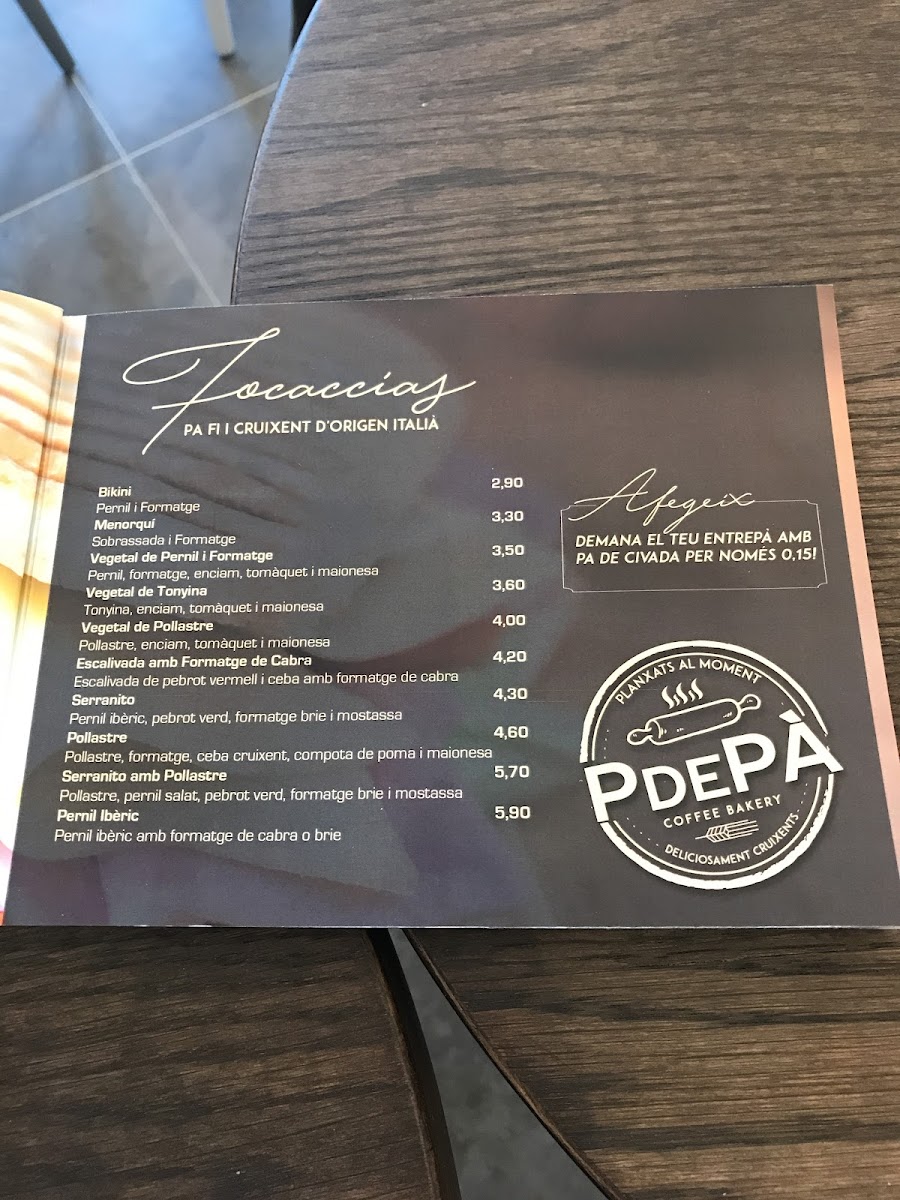 Focaccias
PA FI I CRUIXENT D'ORIGEN ITALIÀ
Bikini 2,90
Pernil i Formatge
Menorquí 3,30
Sobrassada i Formatge
Vegetal de Pernil i Formatge 3,50
Pernil, formatge, enciam, tomàquet i maionesa
Vegetal de Tonyina 3,60
Tonyina, enciam, tomàquet i maionesa
Vegetal de Pollastre 4,00
Pollastre, enciam, tomàquet i maionesa
Escalivada amb Formatge de Cabra 4,20
Escalivada de pebrot vermell i ceba amb formatge de cabra
Serranito 4,30
Pernil ibèric, pebrot verd, formatge brie i mostassa
Pollastre 4,60
Pollastre, formatge, ceba cruixent, compota de poma i maionesa
Serranito amb Pollastre 5,70
Pollastre, pernil salat, pebrot verd, formatge brie i mostassa
Pernil Ibèric 5,90
Pernil ibèric amb formatge de cabra o brie
Afegeix
DEMANA EL TEU ENTREPÀ AMB
PA DE CIVADA PER NOMÉS 0,15!
PLANXATS AL MOMENT
PDEPÀ
COFFEE BAKERY
DELICIOSAMENT CRUIXENTS